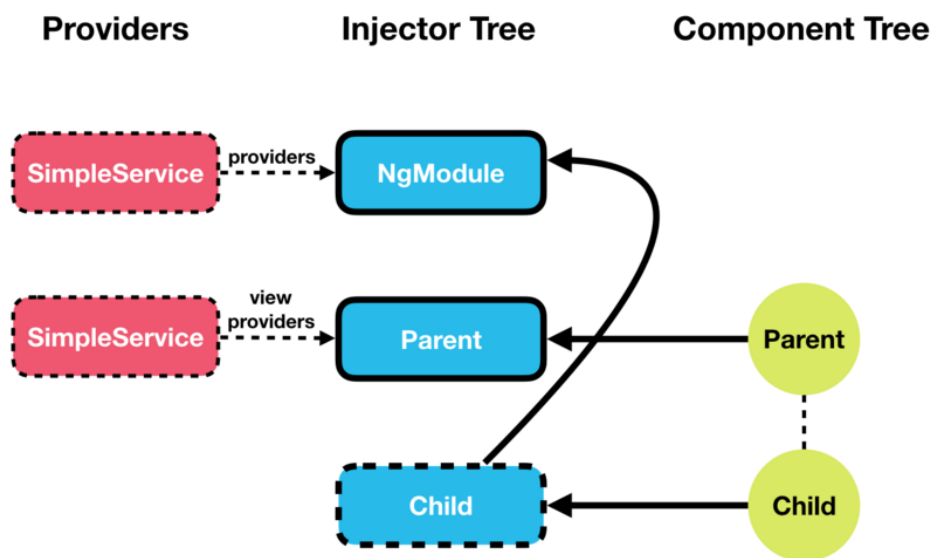 Providers
Injector Tree
Component Tree
SimpleService
providers
NgModule
SimpleService
view
providers
Parent
Parent
Child
Child